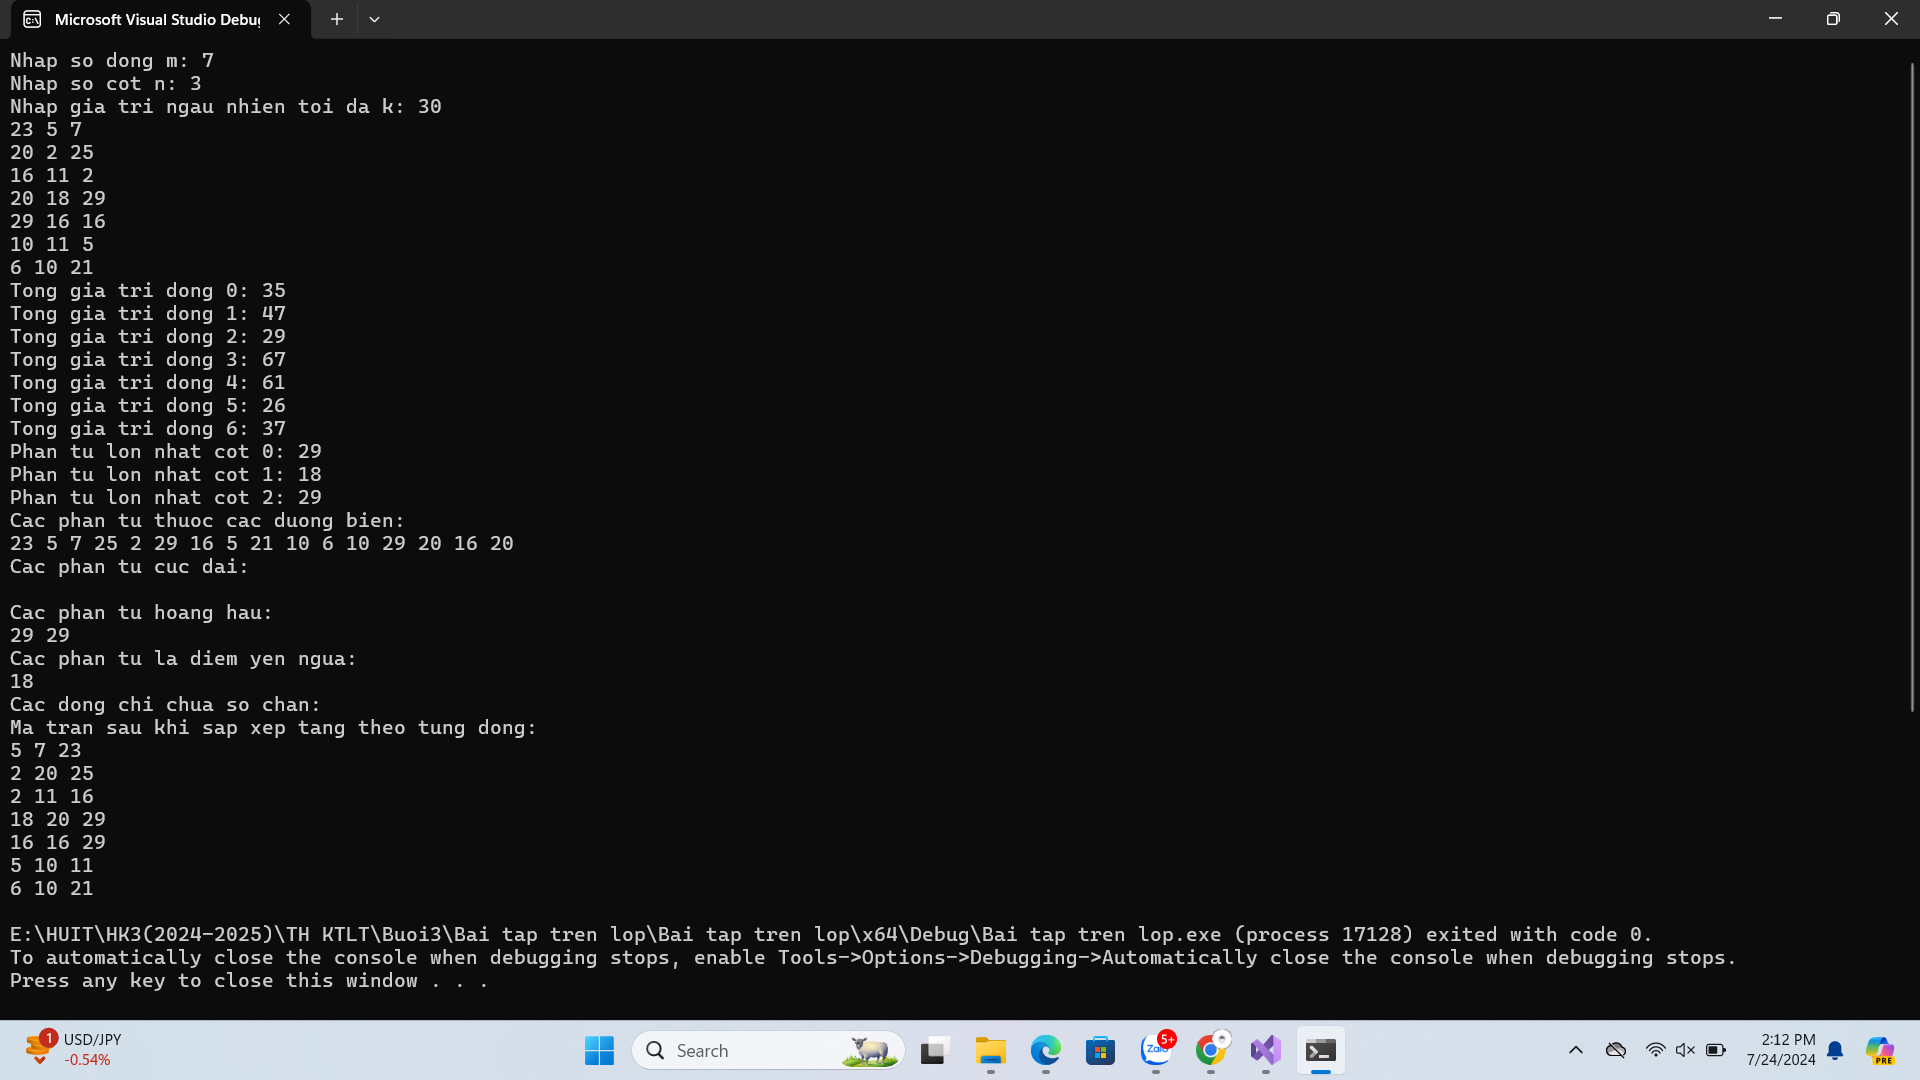 Microsoft Visual Studio Debug
Nhap so dong m: 7
Nhap so cot n: 3
Nhap gia tri ngau nhien toi da k: 30
23 5 7
20 2 25
16 11 2
20 18 29
29 16 16
10 11 5
6 10 21
Tong gia tri dong 0: 35
Tong gia tri dong 1: 47
Tong gia tri dong 2: 29
Tong gia tri dong 3: 67
Tong gia tri dong 4: 61
Tong gia tri dong 5: 26
Tong gia tri dong 6: 37
Phan tu lon nhat cot 0: 29
Phan tu lon nhat cot 1: 18
Phan tu lon nhat cot 2: 29
Cac phan tu thuoc cac duong bien:
23 5 7 25 2 29 16 5 21 10 6 10 29 20 16 20
Cac phan tu cuc dai:
Cac phan tu hoang hau:
29 29
Cac phan tu la diem yen ngua:
18
Cac dong chi chua so chan:
Ma tran sau khi sap xep tang theo tung dong:
5 7 23
2 20 25
2 11 16
18 20 29
16 16 29
5 10 11
6 10 21
E:\HUIT\HK3(2024-2025)\TH KTLT\Buoi3\Bai tap tren lop\Bai tap tren lop\x64\Debug\Bai tap tren lop.exe (process 17128) exited with code 0.
To automatically close the console when debugging stops, enable Tools->Options->Debugging->Automatically close the console when debugging stops.
Press any key to close this window . . .
1
USD/JPY
-0.54%
Search
Zalo
5+
2:12 PM
7/24/2024
PRE